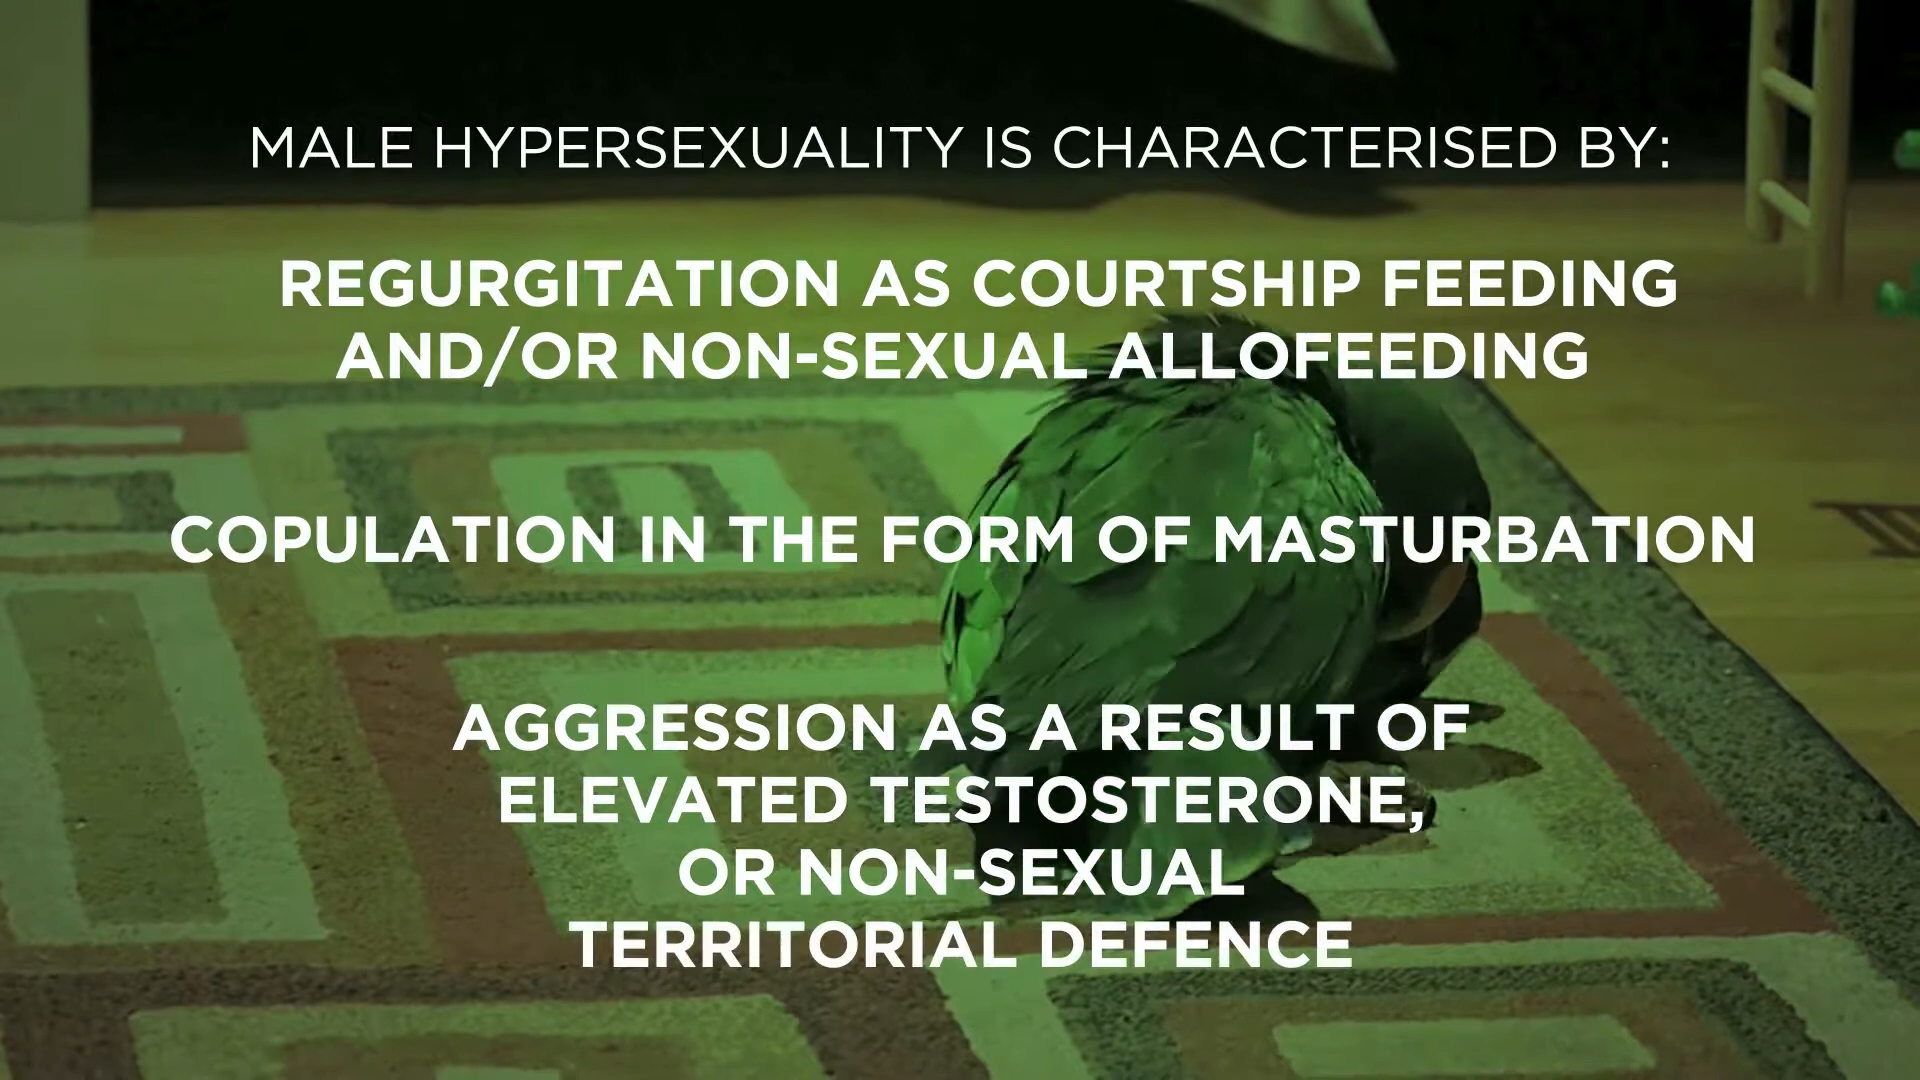 MALE HYPERSEXUALITY IS CHARACTERISED BY:
REGURGITATION AS COURTSHIP FEEDING
AND/OR NON-SEXUAL ALLOFEEDING
COPULATION IN THE FORM OF MASTURBATION
AGGRESSION AS A RESULT OF
ELEVATED TESTOSTERONE,
OR NON-SEXUAL
TERRITORIAL DEFENCE